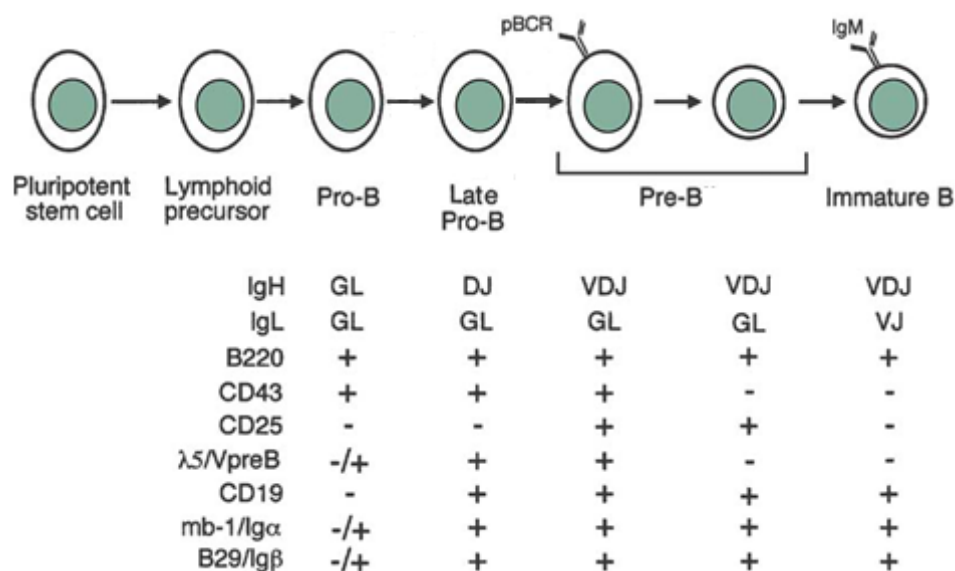 pBCR
IgM
Pluripotent
stem cell
Lymphoid
precursor
Pro-B
Late
Pro-B
Pre-B
Immature B
IgH GL DJ VDJ VDJ VDJ
IgL GL GL GL GL VJ
B220 + + + + +
CD43 + + + - -
CD25 - - + + -
λ5/VpreB -/+ + + - -
CD19 - + + + +
mb-1/Igα -/+ + + + +
B29/Igβ -/+ + + + +